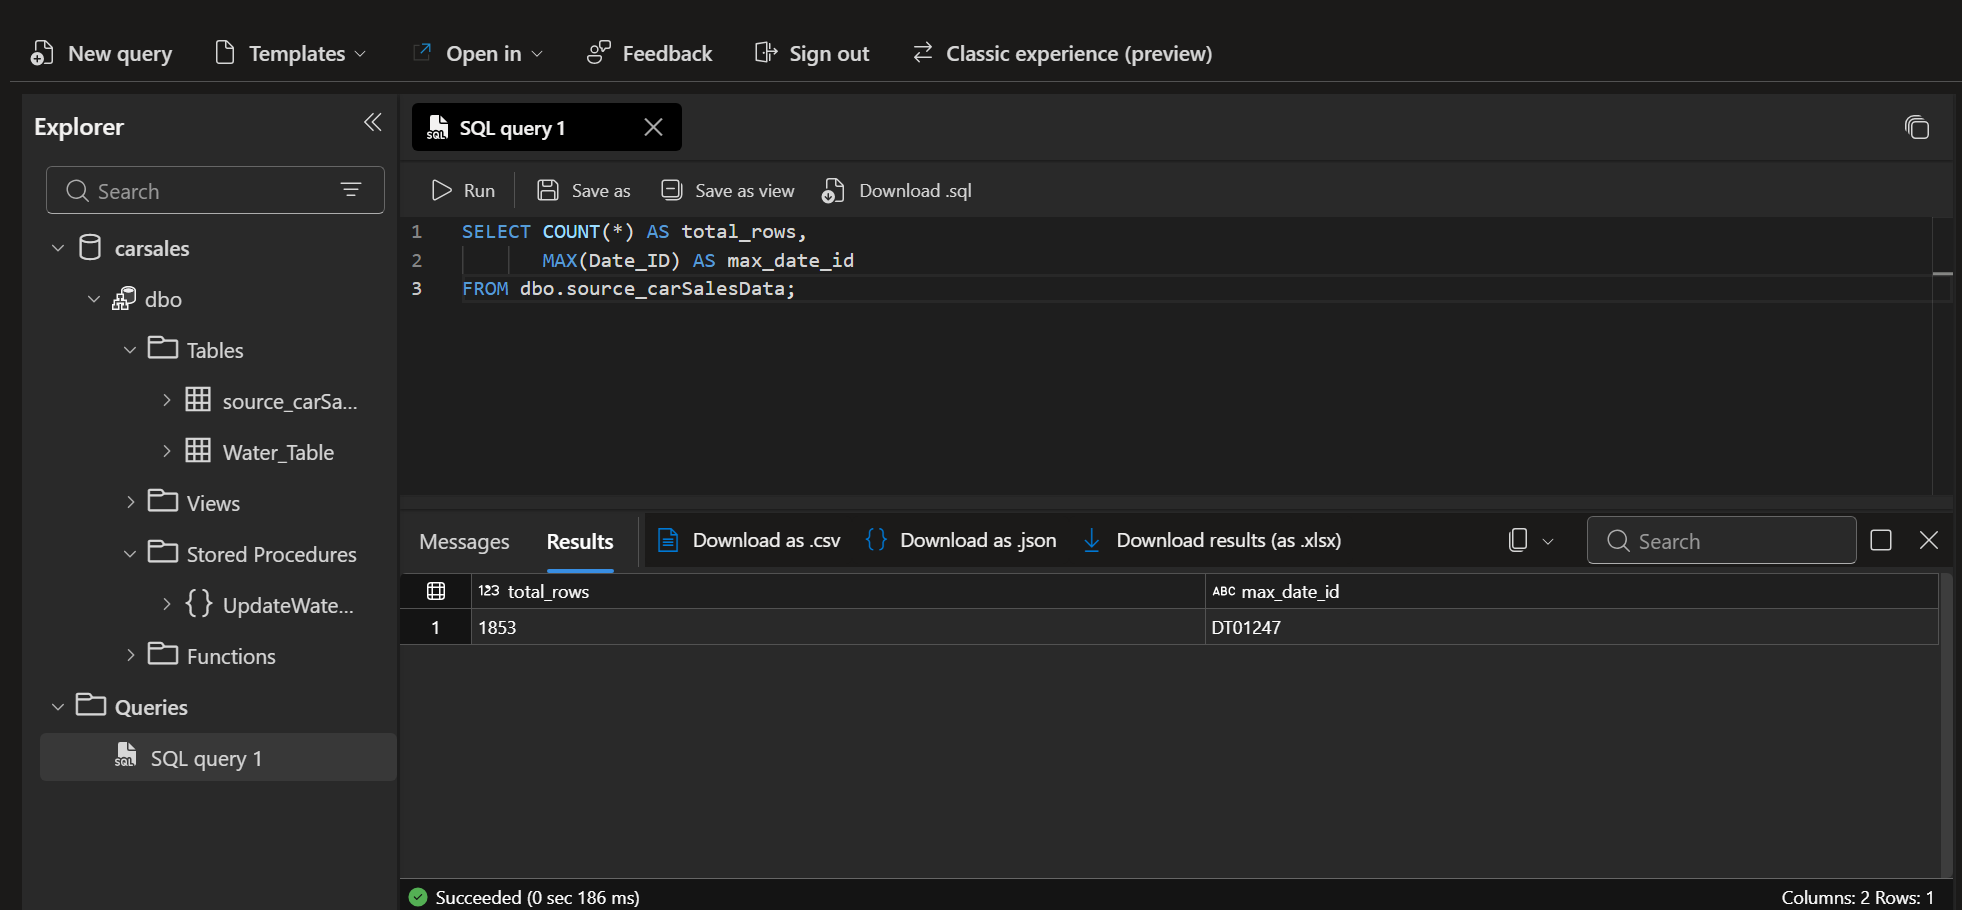 New query Templates Open in Feedback Sign out Classic experience (preview)
Explorer
Search
carsales
dbo
Tables
source_carSa...
Water_Table
Views
Stored Procedures
{} UpdateWate...
Functions
Queries
SQL query 1
SQL query 1
Run Save as Save as view Download .sql
1 SELECT COUNT(*) AS total_rows,
2 MAX(Date_ID) AS max_date_id
3 FROM dbo.source_carSalesData;
Messages Results Download as .csv {} Download as .json Download results (as .xlsx) Search
123 total_rows ABC max_date_id
1 1853 DT01247
Succeeded (0 sec 186 ms) Columns: 2 Rows: 1